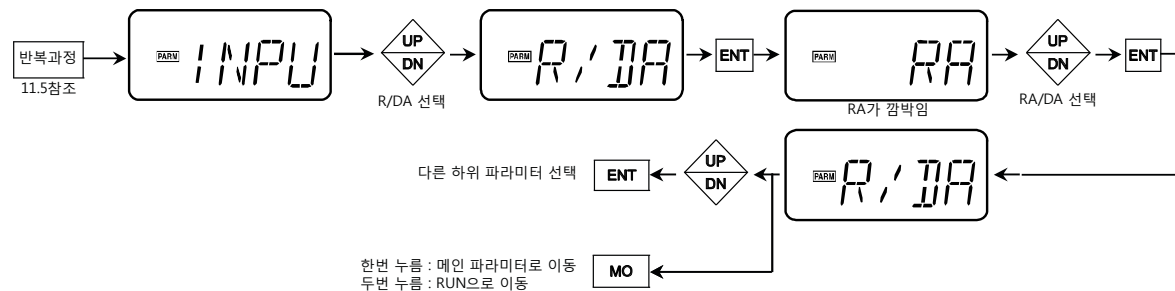 반복과정
11.5참조
PARM INPU
UP
DN
R/DA 선택
PARM R/DA
ENT
PARM RA
RA가 깜박임
UP
DN
RA/DA 선택
ENT
PARM R/DA
UP
DN
ENT
다른 하위 파라미터 선택
MO
한번 누름 : 메인 파라미터로 이동
두번 누름 : RUN으로 이동